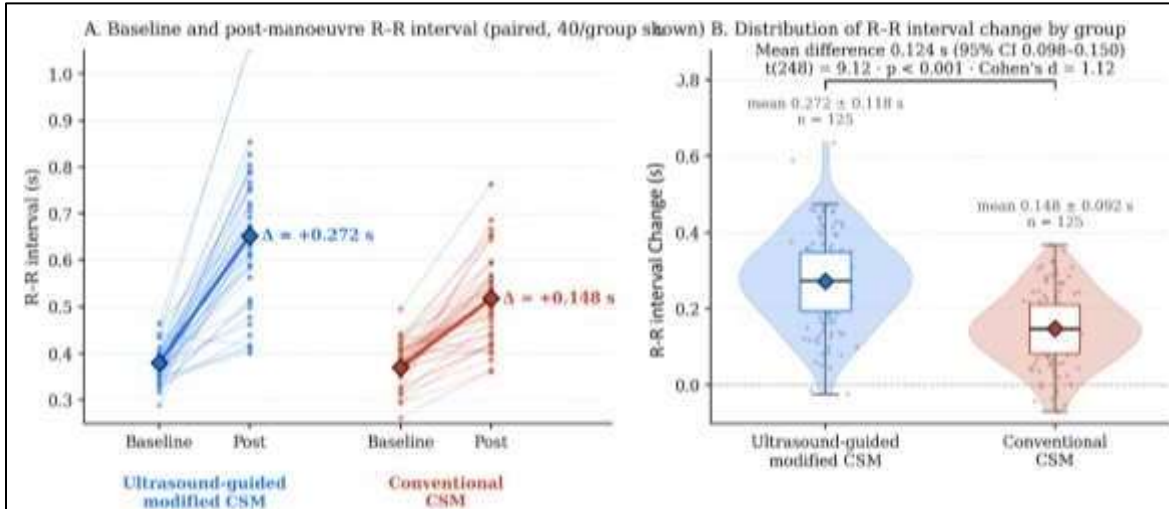 A. Baseline and post-manoeuvre R–R interval (paired, 40/group shown)
1.0
0.9
0.8
0.7
0.6
0.5
0.4
0.3
R–R interval (s)
Δ = +0.272 s
Δ = +0.148 s
Baseline
Post
Baseline
Post
Ultrasound-guided
modified CSM
Conventional
CSM
B. Distribution of R–R interval change by group
Mean difference 0.124 s (95% CI 0.098–0.150)
t(248) = 9.12 · p < 0.001 · Cohen's d = 1.12
mean 0.272 ± 0.118 s
n = 125
mean 0.148 ± 0.092 s
n = 125
0.8
0.6
0.4
0.2
0.0
R-R interval Change (s)
Ultrasound-guided
modified CSM
Conventional
CSM